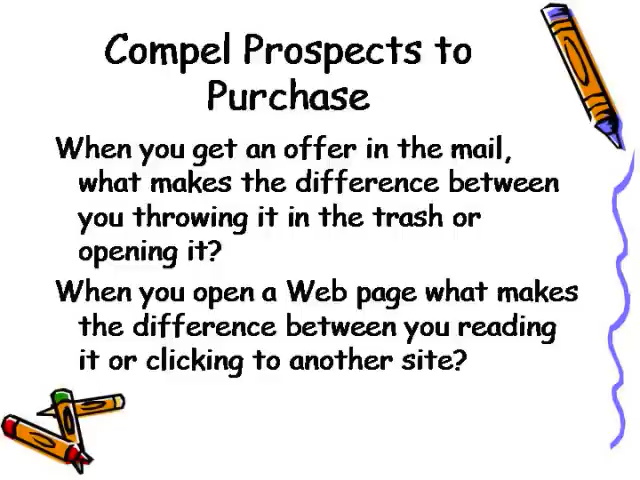 Compel Prospects to
Purchase
When you get an offer in the mail,
what makes the difference between
you throwing it in the trash or
opening it?
When you open a Web page what makes
the difference between you reading
it or clicking to another site?